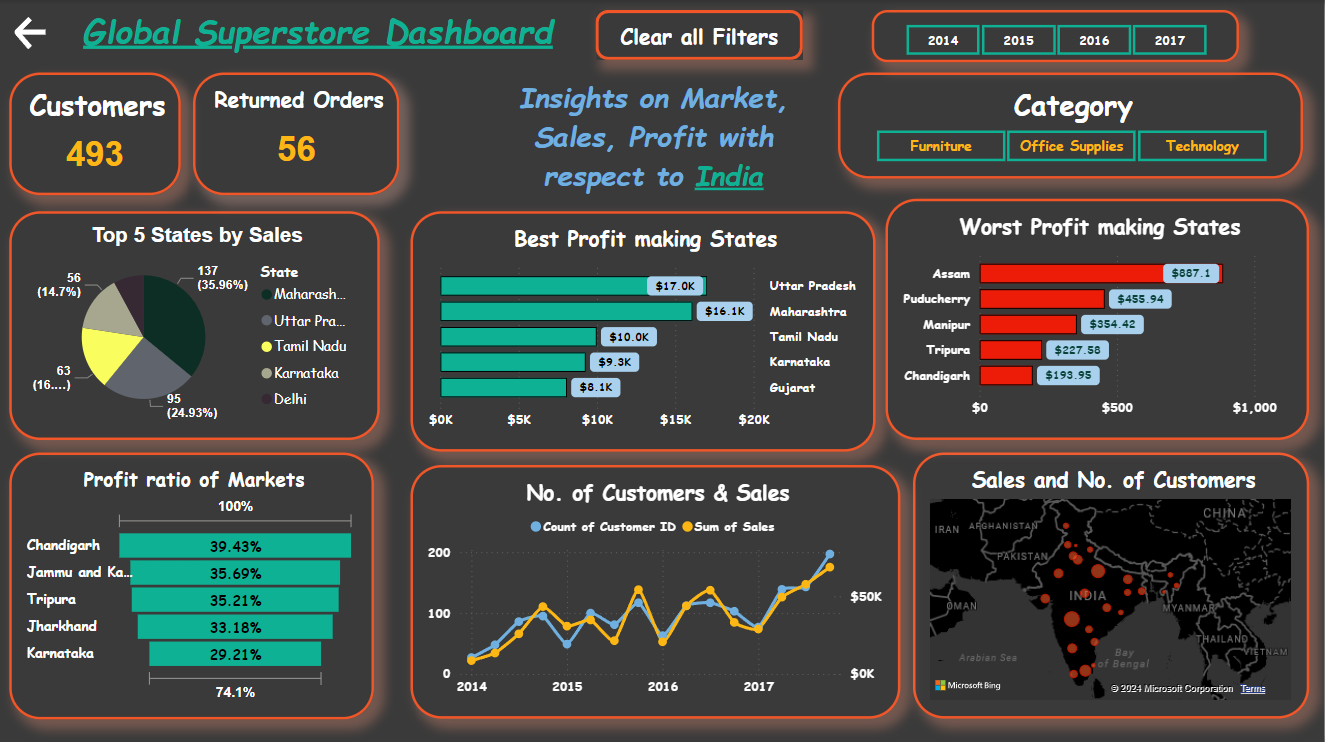 Global Superstore Dashboard
Clear all Filters
2014 2015 2016 2017
Customers
493
Returned Orders
56
Insights on Market,
Sales, Profit with
respect to India
Category
Furniture Office Supplies Technology
Top 5 States by Sales
137
(35.96%)
95
(24.93%)
63
(16....)
56
(14.7%)
State
Maharash...
Uttar Pra...
Tamil Nadu
Karnataka
Delhi
Best Profit making States
$17.0K Uttar Pradesh
$16.1K Maharashtra
$10.0K Tamil Nadu
$9.3K Karnataka
$8.1K Gujarat
$0K $5K $10K $15K $20K
Worst Profit making States
Assam $887.1
Puducherry $455.94
Manipur $354.42
Tripura $227.58
Chandigarh $193.95
$0 $500 $1,000
Profit ratio of Markets
100%
Chandigarh 39.43%
Jammu and Ka... 35.69%
Tripura 35.21%
Jharkhand 33.18%
Karnataka 29.21%
74.1%
No. of Customers & Sales
Count of Customer ID Sum of Sales
200
100 $50K
0 $0K
2014 2015 2016 2017
Sales and No. of Customers
CHINA
IRAN AFGHANISTAN
PAKISTAN
INDIA
OMAN MYANMAR
THAILAND
VIETNAM
Arabian Sea Bay
of Bengal
Microsoft Bing © 2024 Microsoft Corporation Terms